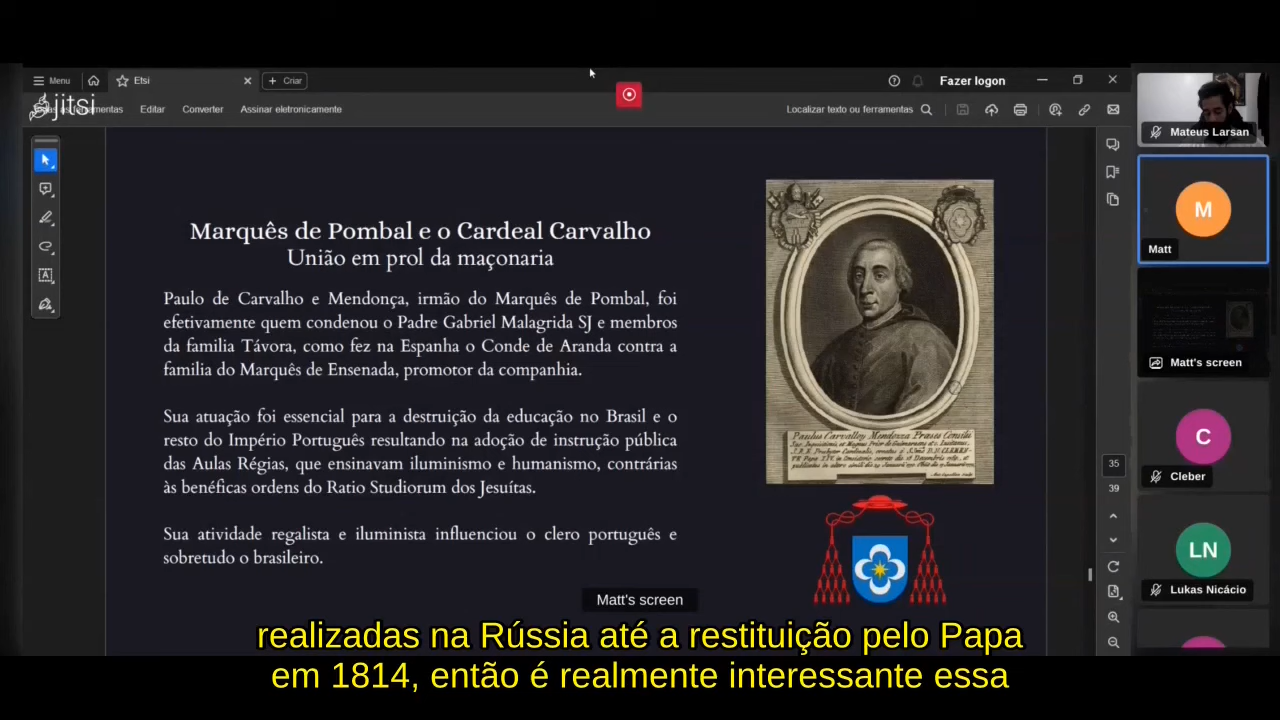 Menu
Etsi
Criar
Fazer logon
jitsi
Editar
Converter
Assinar eletronicamente
Localizar texto ou ferramentas
Mateus Larsan
M
Matt
Marquês de Pombal e o Cardeal Carvalho
União em prol da maçonaria
Paulo de Carvalho e Mendonça, irmão do Marquês de Pombal, foi
efetivamente quem condenou o Padre Gabriel Malagrida SJ e membros
da familia Távora, como fez na Espanha o Conde de Aranda contra a
familia do Marquês de Ensenada, promotor da companhia.
Sua atuação foi essencial para a destruição da educação no Brasil e o
resto do Império Português resultando na adoção de instrução pública
das Aulas Régias, que ensinavam iluminismo e humanismo, contrárias
às benéficas ordens do Ratio Studiorum dos Jesuítas.
Sua atividade regalista e iluminista influenciou o clero português e
sobretudo o brasileiro.
Matt's screen
C
Cleber
35
39
LN
Lukas Nicácio
Matt's screen
realizadas na Rússia até a restituição pelo Papa
em 1814, então é realmente interessante essa